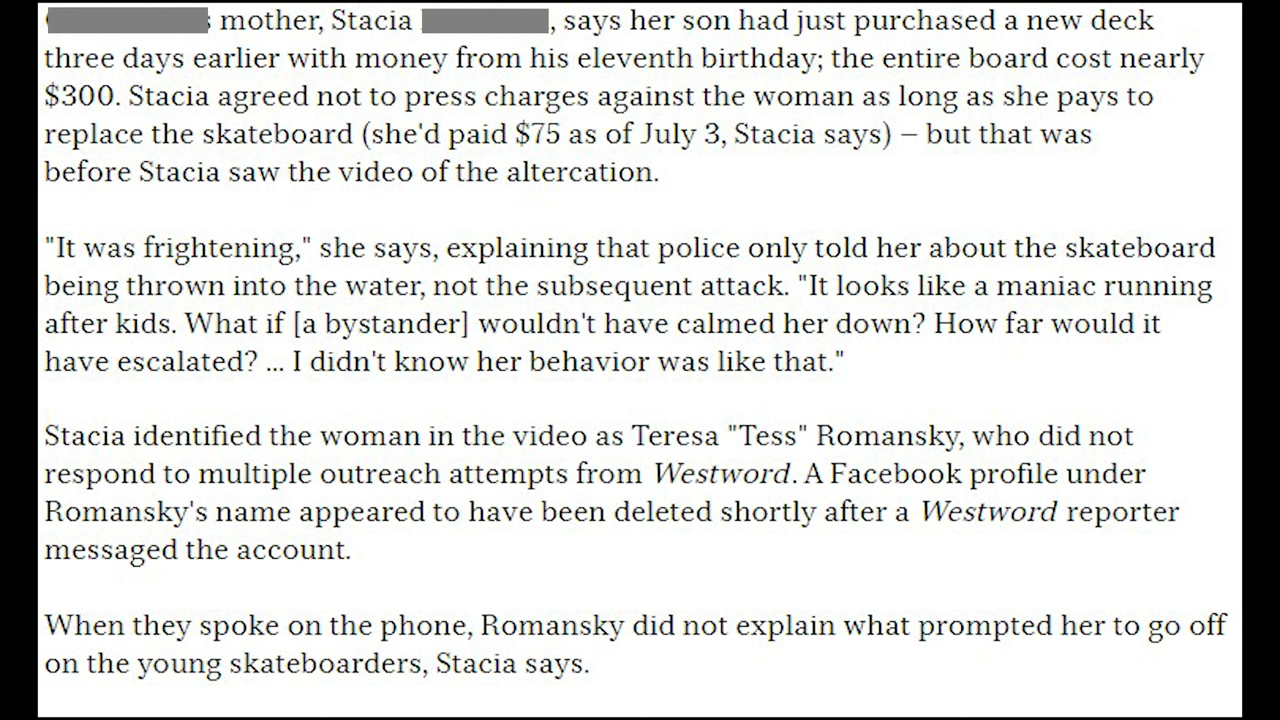 mother, Stacia , says her son had just purchased a new deck
three days earlier with money from his eleventh birthday; the entire board cost nearly
$300. Stacia agreed not to press charges against the woman as long as she pays to
replace the skateboard (she'd paid $75 as of July 3, Stacia says) – but that was
before Stacia saw the video of the altercation.
"It was frightening," she says, explaining that police only told her about the skateboard
being thrown into the water, not the subsequent attack. "It looks like a maniac running
after kids. What if [a bystander] wouldn't have calmed her down? How far would it
have escalated? ... I didn't know her behavior was like that."
Stacia identified the woman in the video as Teresa "Tess" Romansky, who did not
respond to multiple outreach attempts from Westword. A Facebook profile under
Romansky's name appeared to have been deleted shortly after a Westword reporter
messaged the account.
When they spoke on the phone, Romansky did not explain what prompted her to go off
on the young skateboarders, Stacia says.